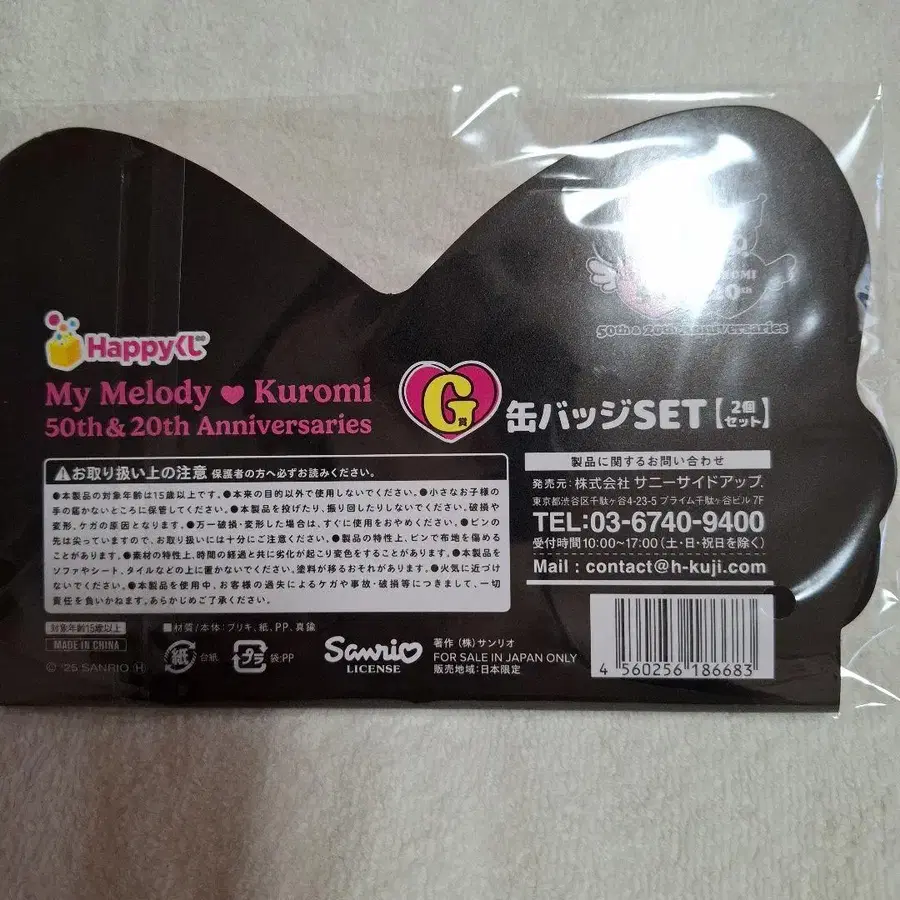 50th & 20th Anniversaries
Happyくじ
My Melody ♥ Kuromi
50th & 20th Anniversaries
G賞
缶バッジSET【2個セット】
⚠お取り扱い上の注意 保護者の方へ必ずお読みください。
●本製品の対象年齢は15歳以上です。●本来の目的以外で使用しないでください。●小さなお子様の
手の届かないところに保管してください。●本製品を投げたり、振り回したりしないでください。破損や
変形、ケガの原因となります。●万一破損・変形した場合は、すぐに使用をおやめください。●ピンの
先は尖っていますので、お取り扱いには十分にご注意ください。●製品の特性上、ピンで布地を傷める
ことがあります。●素材の特性上、時間の経過と共に劣化が起こり変色をすることがあります。●本製品を
ソファやシート、タイルなどの上に置かないでください。塗料が移るおそれがあります。●火気に近づけ
ないでください。●本製品を使用中、お客様の過失によるケガや事故・破損等につきまして、一切
責任を負いかねます。あらかじめご了承ください。
製品に関するお問い合わせ
発売元:株式会社 サニーサイドアップ
東京都渋谷区千駄ヶ谷4-23-5 プライム千駄ヶ谷ビル 7F
TEL:03-6740-9400
受付時間10:00~17:00(土・日・祝日を除く)
Mail : contact@h-kuji.com
対象年齢15歳以上
MADE IN CHINA
© '25 SANRIO Ⓗ
■材質/本体:ブリキ、紙、PP、真鍮
紙 台紙
プラ 袋:PP
Sanrio
LICENSE
著作 (株)サンリオ
FOR SALE IN JAPAN ONLY
販売地域:日本限定
4 560256 186683